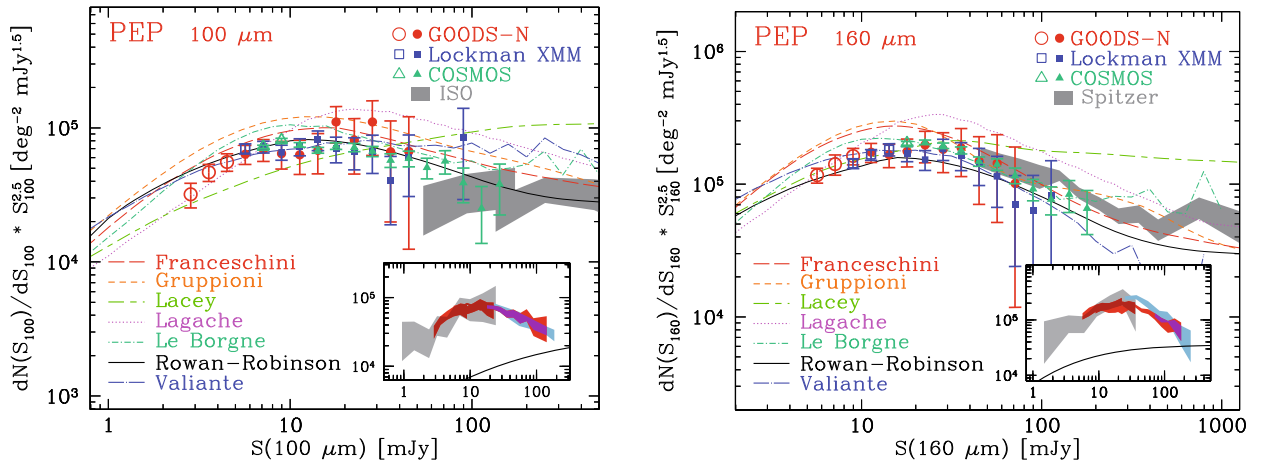 PEP 100 μm
GOODS-N
Lockman XMM
COSMOS
ISO
dN(S100)/dS100 * S100^2.5 [deg^-2 mJy^1.5]
10^5
10^4
10^3
Franceschini
Gruppioni
Lacey
Lagache
Le Borgne
Rowan-Robinson
Valiante
10^5
10^4
1 10 100
1 10 100
S(100 μm) [mJy]
PEP 160 μm
GOODS-N
Lockman XMM
COSMOS
Spitzer
dN(S160)/dS160 * S160^2.5 [deg^-2 mJy^1.5]
10^6
10^5
10^4
Franceschini
Gruppioni
Lacey
Lagache
Le Borgne
Rowan-Robinson
Valiante
10^5
10^4
1 10 100
10 100 1000
S(160 μm) [mJy]